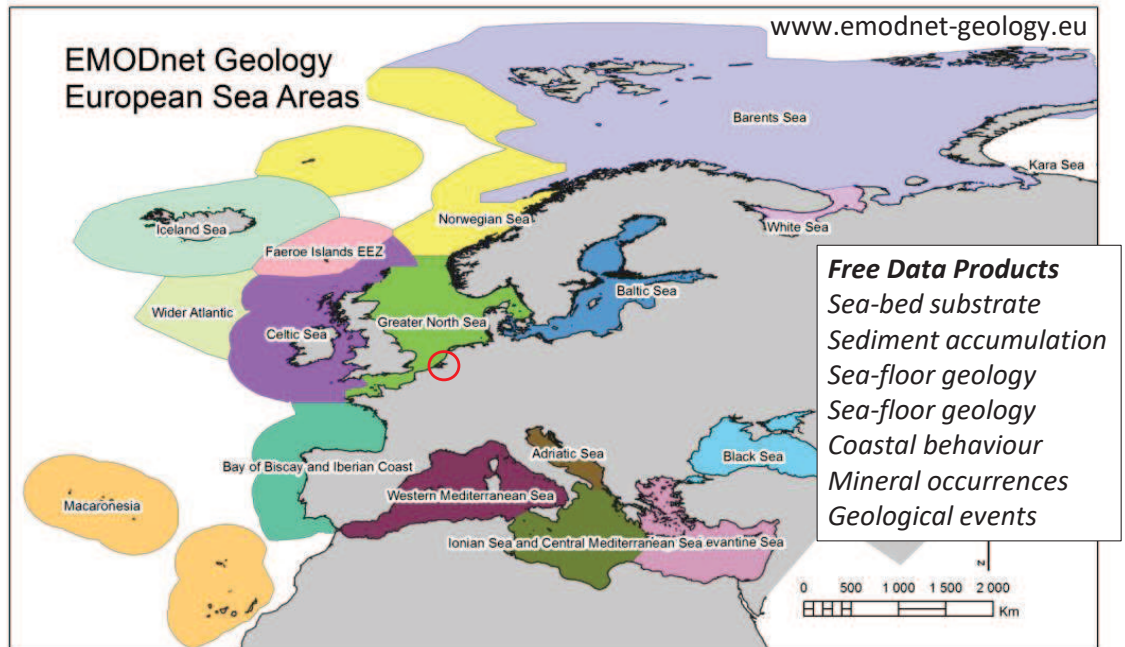 www.emodnet-geology.eu
EMODnet Geology
European Sea Areas
Barents Sea
Kara Sea
Norwegian Sea
White Sea
Iceland Sea
Faeroe Islands EEZ
Baltic Sea
Wider Atlantic
Greater North Sea
Celtic Sea
Free Data Products
Sea-bed substrate
Sediment accumulation
Sea-floor geology
Sea-floor geology
Coastal behaviour
Mineral occurrences
Geological events
Adriatic Sea
Black Sea
Bay of Biscay and Iberian Coast
Western Mediterranean Sea
Macaronesia
Ionian Sea and Central Mediterranean Sea
evantine Sea
N
0 500 1 000 1 500 2 000
Km